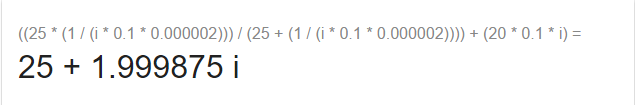 ((25 * (1 / (i * 0.1 * 0.000002))) / (25 + (1 / (i * 0.1 * 0.000002)))) + (20 * 0.1 * i) =
25 + 1.999875 i